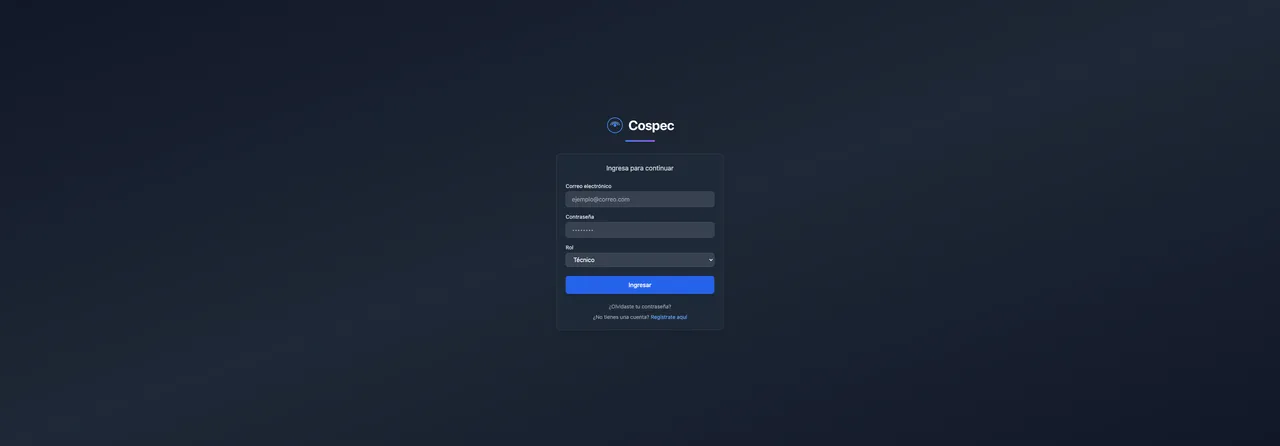 Cospec
Ingresa para continuar
Correo electrónico
ejemplo@correo.com
Contraseña
••••••••
Rol
Técnico
Ingresar
¿Olvidaste tu contraseña?
¿No tienes una cuenta? Regístrate aquí